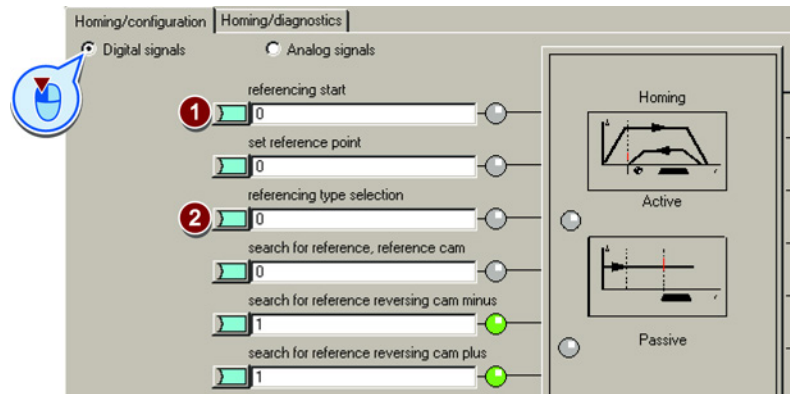 Homing/configuration Homing/diagnostics
Digital signals Analog signals
referencing start
1 0
set reference point
0
referencing type selection
2 0
search for reference, reference cam
0
search for reference reversing cam minus
1
search for reference reversing cam plus
1
Homing
Active
Passive